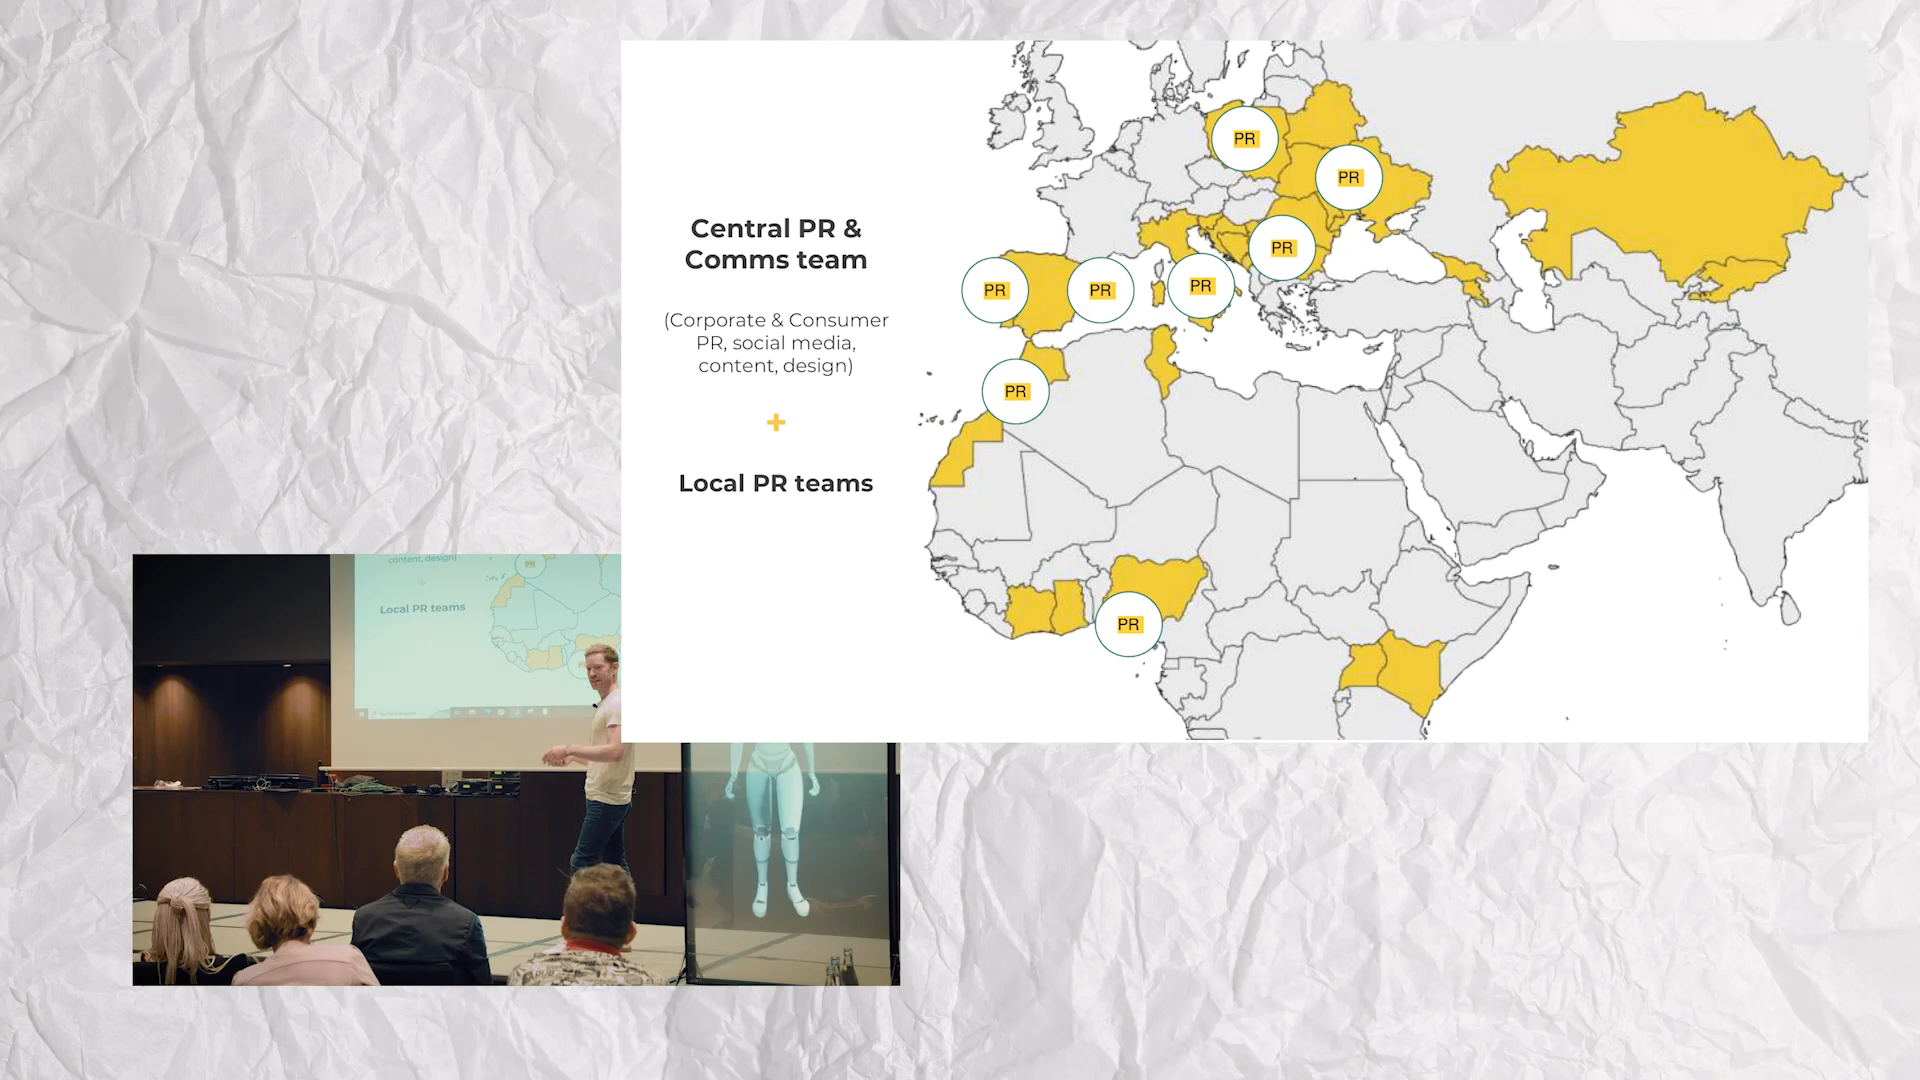 Central PR &
Comms team
(Corporate & Consumer
PR, social media,
content, design)
+
Local PR teams
PR
PR
PR
PR
PR
PR
PR
PR
content, design)
+
Local PR teams
PR